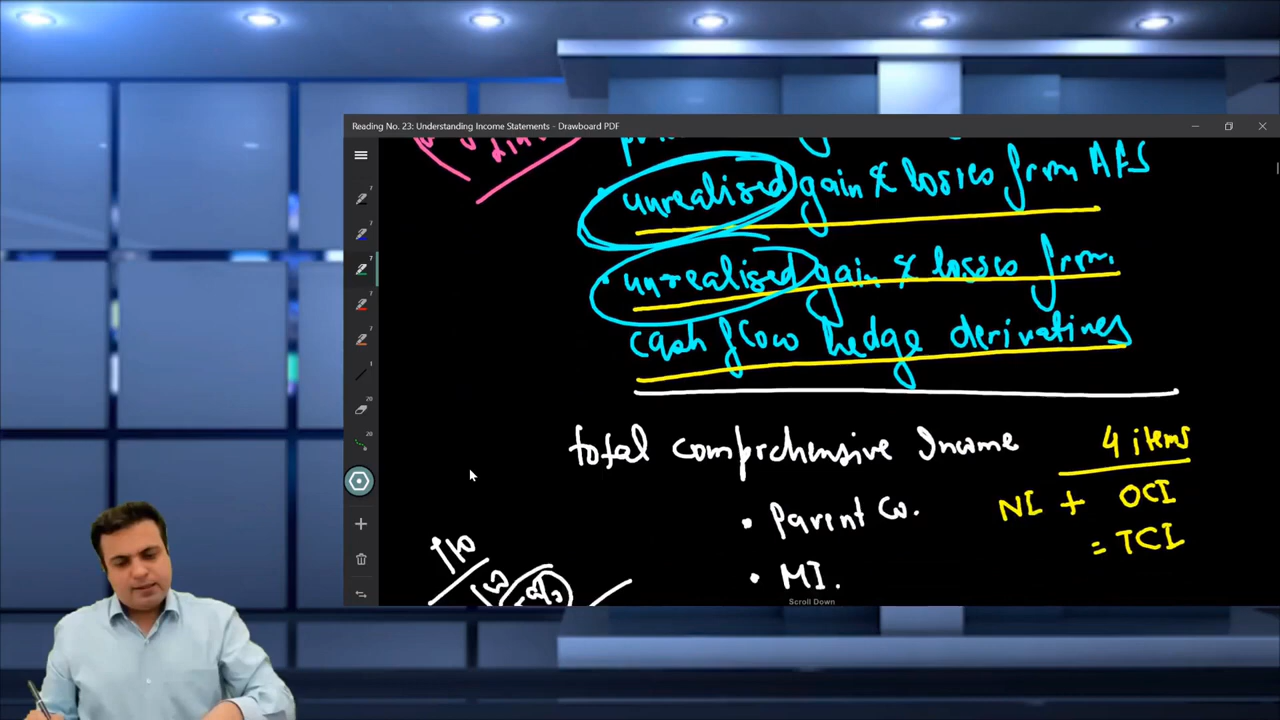 Reading No. 23: Understanding Income Statements - Drawboard PDF
unrealised gain & losses from AFS
unrealised gain & losses from
cash flow hedge derivatives
total comprehensive Income
4 items
• Parent Co.
NI + OCI
= TCI
• MI.
Scroll Down